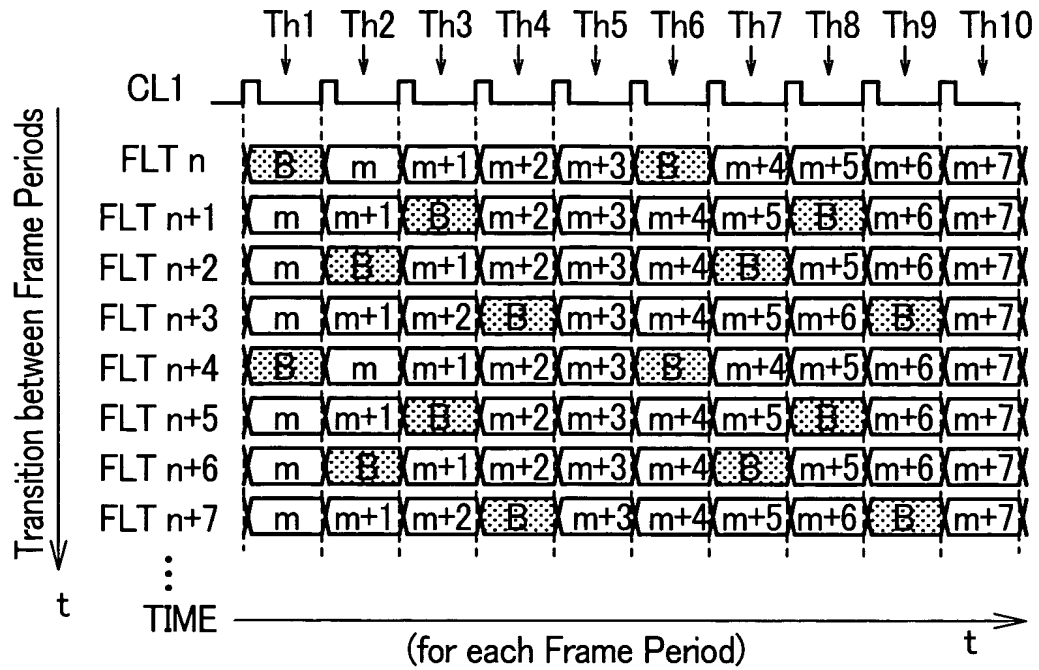 Th1 Th2 Th3 Th4 Th5 Th6 Th7 Th8 Th9 Th10
CL1
Transition between Frame Periods
t
FLT n B m m+1 m+2 m+3 B m+4 m+5 m+6 m+7
FLT n+1 m m+1 B m+2 m+3 m+4 m+5 B m+6 m+7
FLT n+2 m B m+1 m+2 m+3 m+4 B m+5 m+6 m+7
FLT n+3 m m+1 m+2 B m+3 m+4 m+5 m+6 B m+7
FLT n+4 B m m+1 m+2 m+3 B m+4 m+5 m+6 m+7
FLT n+5 m m+1 B m+2 m+3 m+4 m+5 B m+6 m+7
FLT n+6 m B m+1 m+2 m+3 m+4 B m+5 m+6 m+7
FLT n+7 m m+1 m+2 B m+3 m+4 m+5 m+6 B m+7
⋮
TIME
(for each Frame Period) t